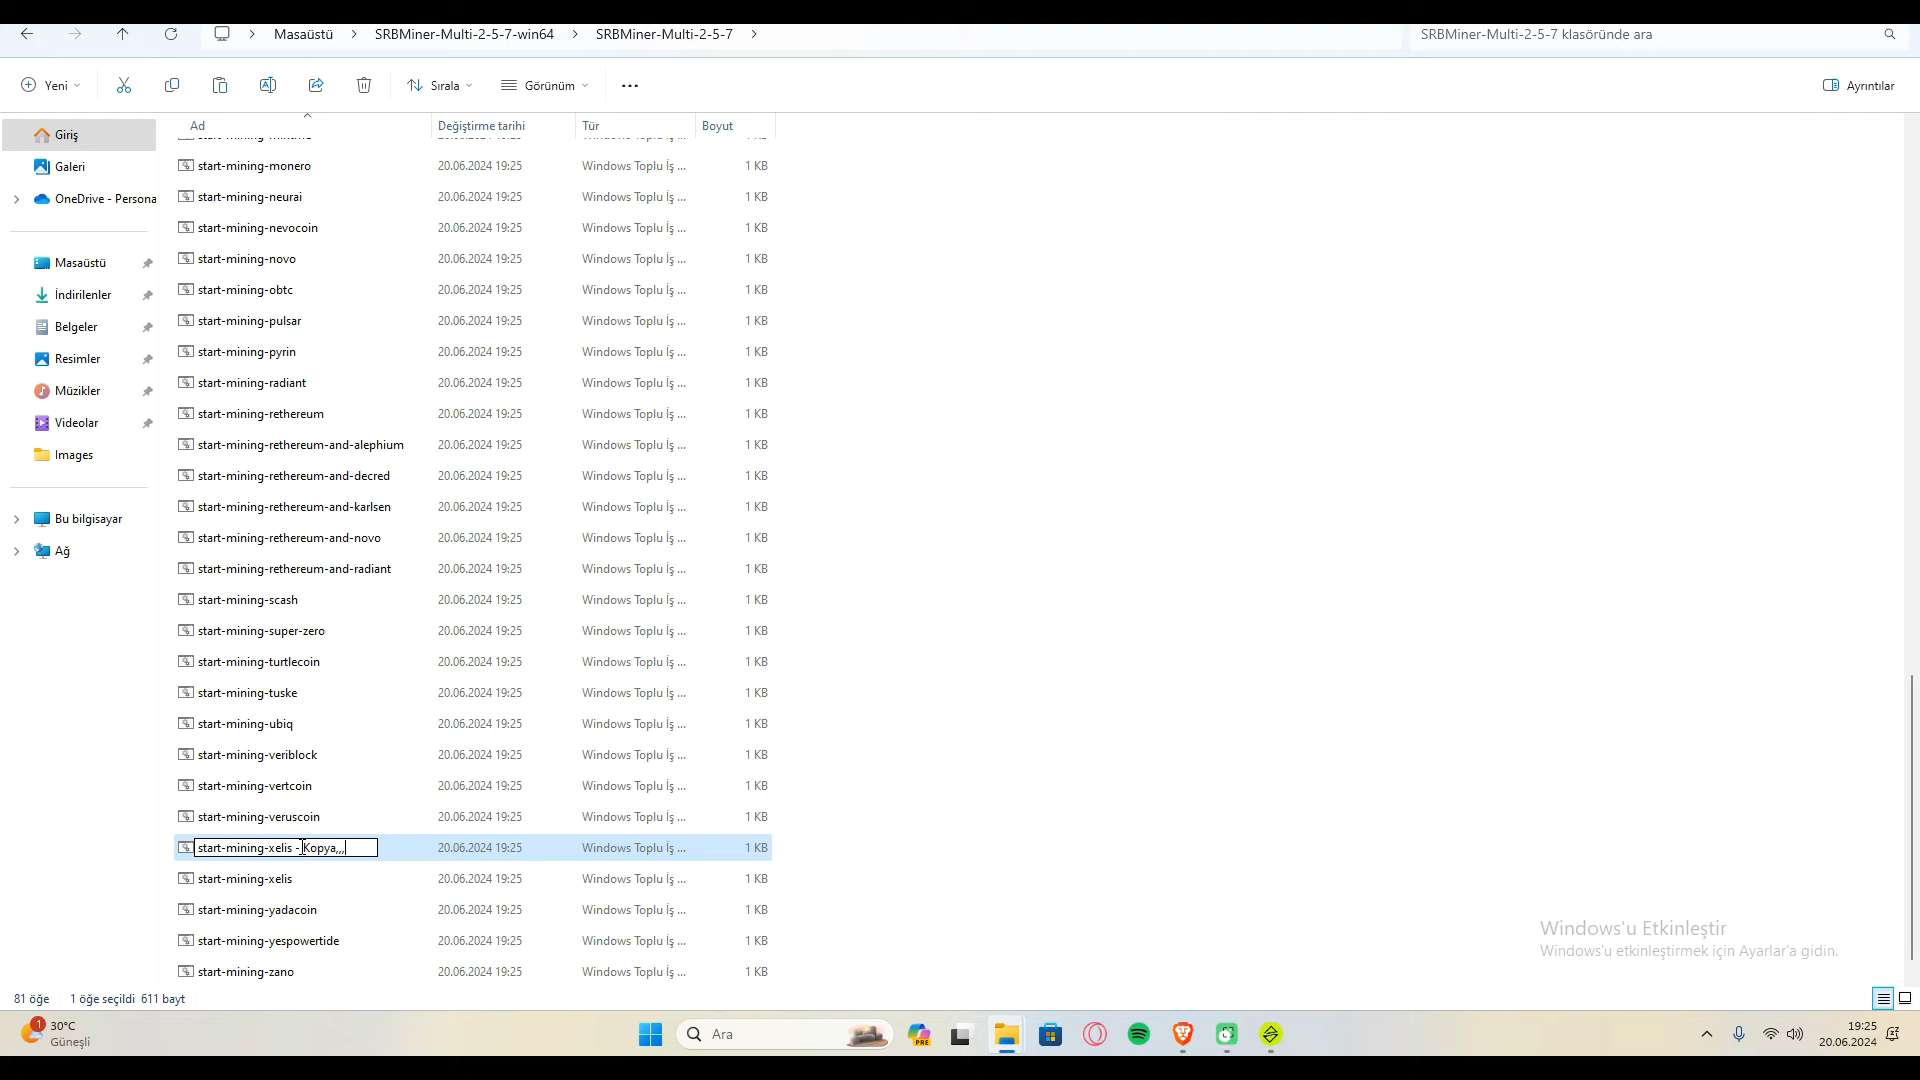 Masaüstü > SRBMiner-Multi-2-5-7-win64 > SRBMiner-Multi-2-5-7 >
SRBMiner-Multi-2-5-7 klasöründe ara
Yeni
Sırala
Görünüm
Ayrıntılar
Ad Değiştirme tarihi Tür Boyut
Giriş
Galeri
OneDrive - Persona
Masaüstü
İndirilenler
Belgeler
Resimler
Müzikler
Videolar
Images
Bu bilgisayar
Ağ
start-mining-monero 20.06.2024 19:25 Windows Toplu İş ... 1 KB
start-mining-neurai 20.06.2024 19:25 Windows Toplu İş ... 1 KB
start-mining-nevocoin 20.06.2024 19:25 Windows Toplu İş ... 1 KB
start-mining-novo 20.06.2024 19:25 Windows Toplu İş ... 1 KB
start-mining-obtc 20.06.2024 19:25 Windows Toplu İş ... 1 KB
start-mining-pulsar 20.06.2024 19:25 Windows Toplu İş ... 1 KB
start-mining-pyrin 20.06.2024 19:25 Windows Toplu İş ... 1 KB
start-mining-radiant 20.06.2024 19:25 Windows Toplu İş ... 1 KB
start-mining-rethereum 20.06.2024 19:25 Windows Toplu İş ... 1 KB
start-mining-rethereum-and-alephium 20.06.2024 19:25 Windows Toplu İş ... 1 KB
start-mining-rethereum-and-decred 20.06.2024 19:25 Windows Toplu İş ... 1 KB
start-mining-rethereum-and-karlsen 20.06.2024 19:25 Windows Toplu İş ... 1 KB
start-mining-rethereum-and-novo 20.06.2024 19:25 Windows Toplu İş ... 1 KB
start-mining-rethereum-and-radiant 20.06.2024 19:25 Windows Toplu İş ... 1 KB
start-mining-scash 20.06.2024 19:25 Windows Toplu İş ... 1 KB
start-mining-super-zero 20.06.2024 19:25 Windows Toplu İş ... 1 KB
start-mining-turtlecoin 20.06.2024 19:25 Windows Toplu İş ... 1 KB
start-mining-tuske 20.06.2024 19:25 Windows Toplu İş ... 1 KB
start-mining-ubiq 20.06.2024 19:25 Windows Toplu İş ... 1 KB
start-mining-veriblock 20.06.2024 19:25 Windows Toplu İş ... 1 KB
start-mining-vertcoin 20.06.2024 19:25 Windows Toplu İş ... 1 KB
start-mining-veruscoin 20.06.2024 19:25 Windows Toplu İş ... 1 KB
start-mining-xelis - Kopya,,, 20.06.2024 19:25 Windows Toplu İş ... 1 KB
start-mining-xelis 20.06.2024 19:25 Windows Toplu İş ... 1 KB
start-mining-yadacoin 20.06.2024 19:25 Windows Toplu İş ... 1 KB
start-mining-yespowertide 20.06.2024 19:25 Windows Toplu İş ... 1 KB
start-mining-zano 20.06.2024 19:25 Windows Toplu İş ... 1 KB
Windows'u Etkinleştir
Windows'u etkinleştirmek için Ayarlar'a gidin.
81 öğe 1 öğe seçildi 611 bayt
1
30°C
Güneşli
Ara
PRE
19:25
20.06.2024